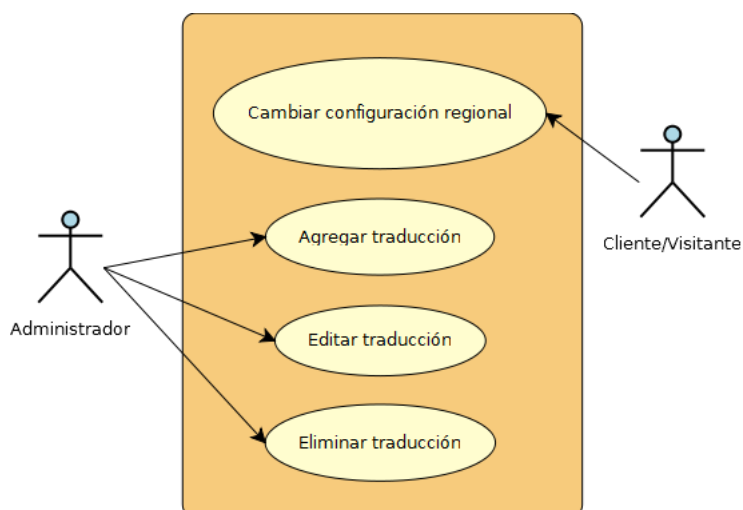 Cambiar configuración regional
Cliente/Visitante
Agregar traducción
Administrador
Editar traducción
Eliminar traducción